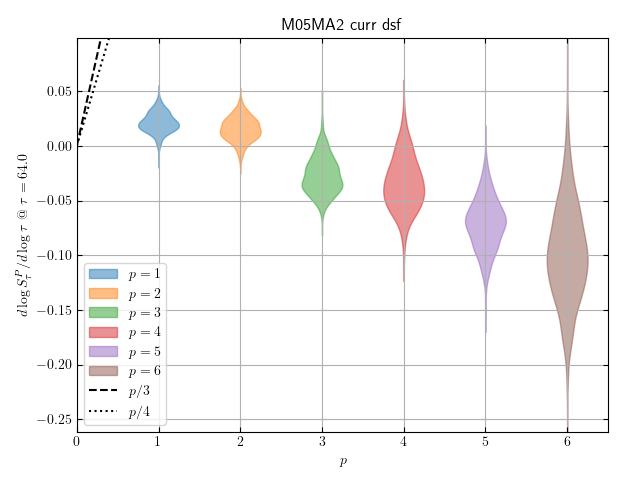 M05MA2 curr dsf
d log S_τ^P / d log τ @ τ = 64.0
0.05
0.00
−0.05
−0.10
−0.15
−0.20
−0.25
p = 1
p = 2
p = 3
p = 4
p = 5
p = 6
p/3
p/4
0 1 2 3 4 5 6
p